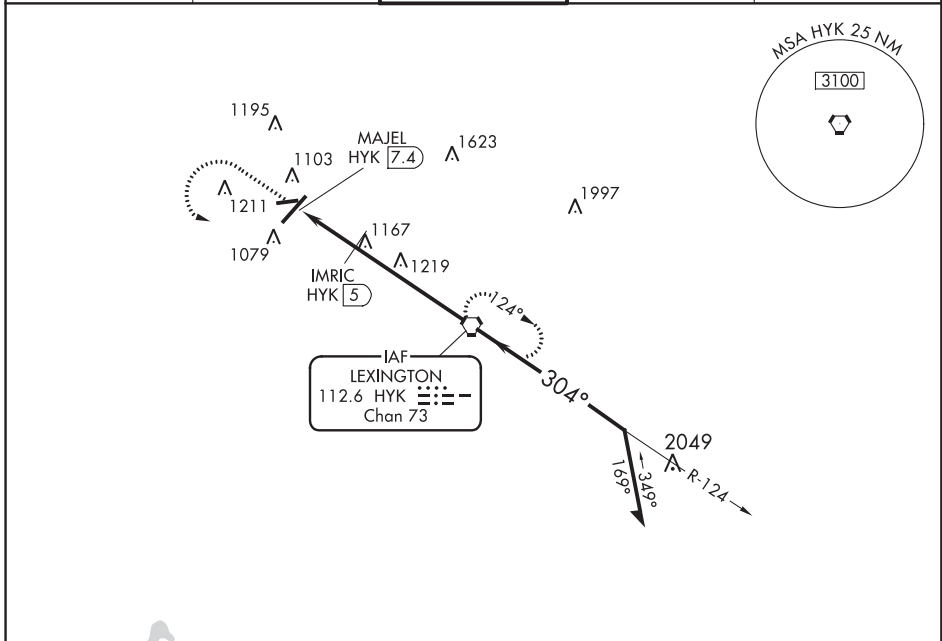 MSA HYK 25 NM
3100
1195
MAJEL
HYK 7.4
1623
1103
1997
1211
1167
1079
1219
IMRIC
HYK 5
124°
IAF
LEXINGTON
112.6 HYK
Chan 73
304°
2049
R-124
169°
349°